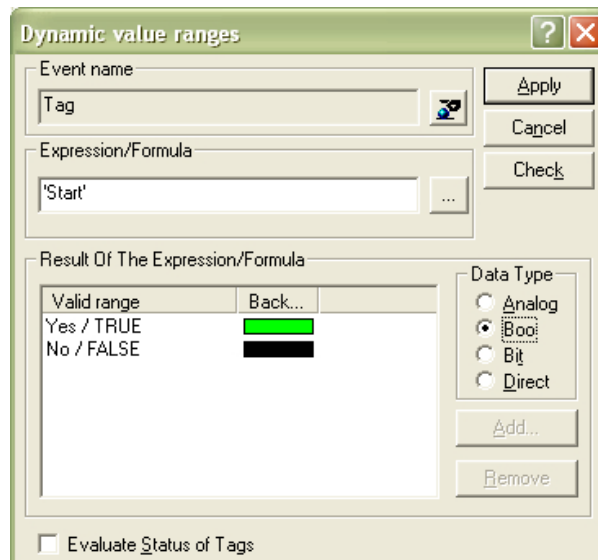 Dynamic value ranges
Event name
Tag
Apply
Cancel
Expression/Formula
Check
'Start'
...
Result Of The Expression/Formula
Data Type
Valid range Back...
Analog
Yes / TRUE
Boo
No / FALSE
Bit
Direct
Add...
Remove
Evaluate Status of Tags